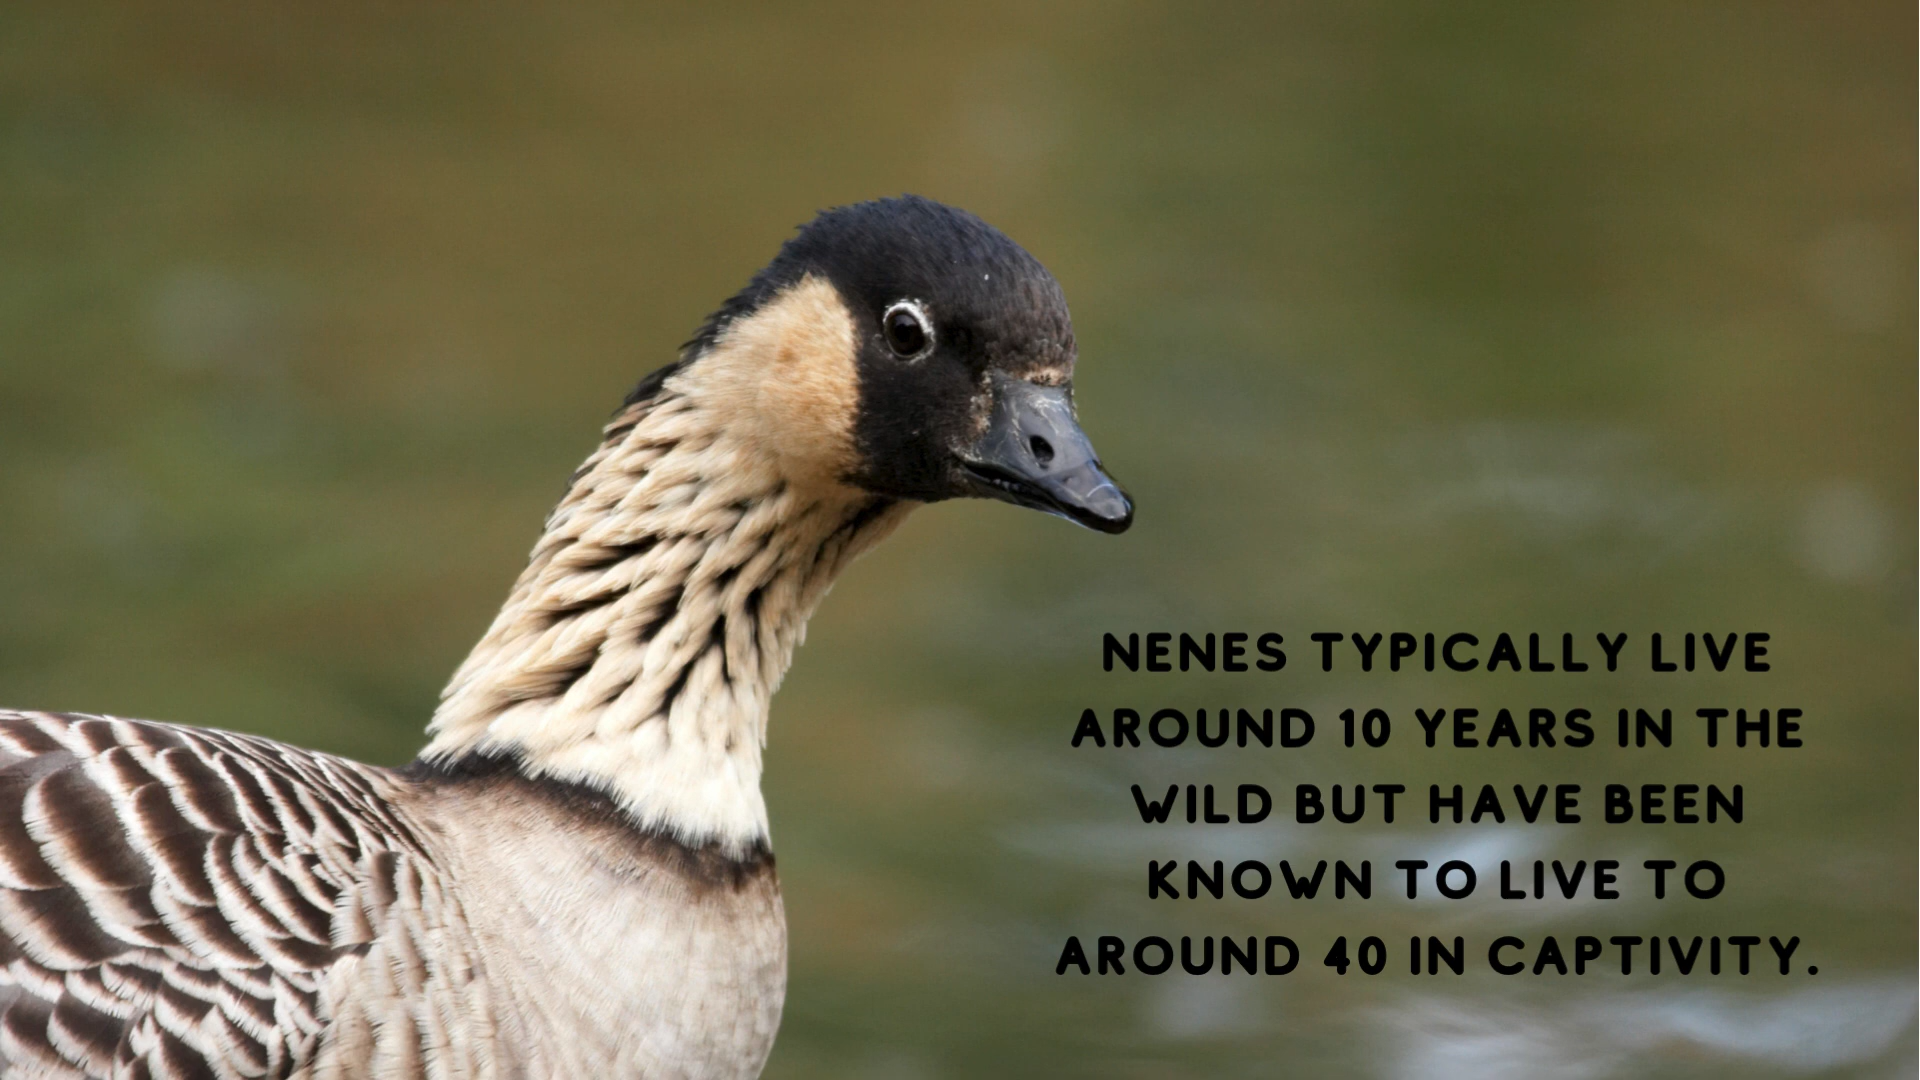 NENES TYPICALLY LIVE
AROUND 10 YEARS IN THE
WILD BUT HAVE BEEN
KNOWN TO LIVE TO
AROUND 40 IN CAPTIVITY.